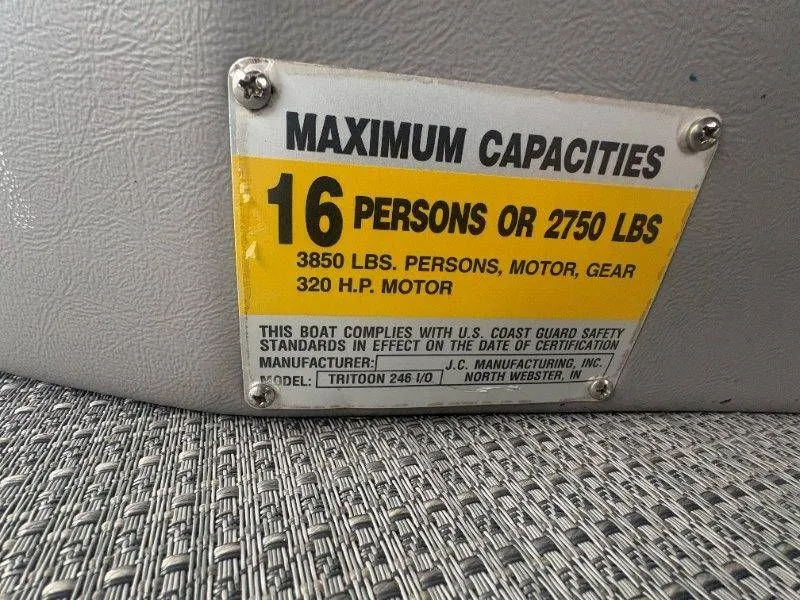 MAXIMUM CAPACITIES
16 PERSONS OR 2750 LBS
3850 LBS. PERSONS, MOTOR, GEAR
320 H.P. MOTOR
THIS BOAT COMPLIES WITH U.S. COAST GUARD SAFETY
STANDARDS IN EFFECT ON THE DATE OF CERTIFICATION
MANUFACTURER: J.C. MANUFACTURING, INC.
MODEL: TRITOON 246 I/O NORTH WEBSTER, IN